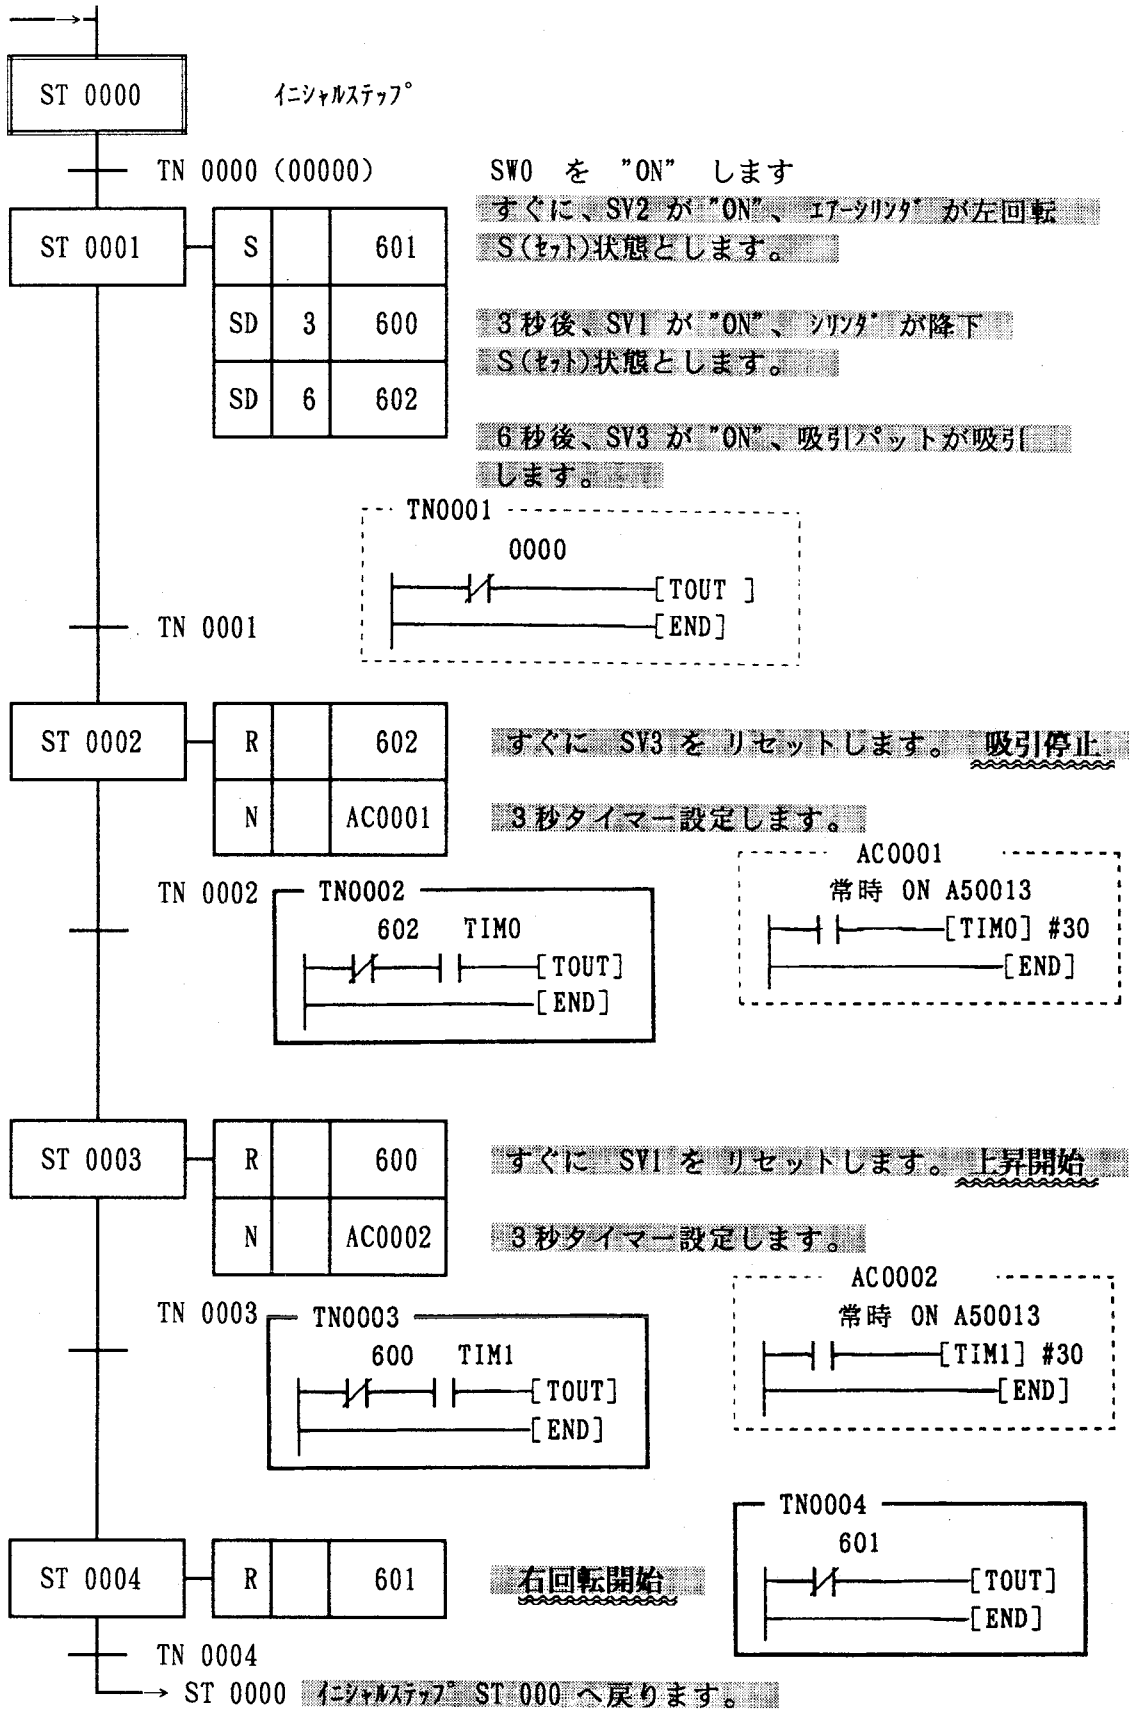 ST 0000
イニシャルステップ
TN 0000 (00000)
SW0 を "ON" します
すぐに、SV2 が "ON"、エアーシリンダ が左回転
S(セット)状態とします。
ST 0001
S 601
SD 3 600
3秒後、SV1 が "ON"、シリンダ が降下
S(セット)状態とします。
SD 6 602
6秒後、SV3 が "ON"、吸引パットが吸引
します。
TN0001
0000
[TOUT ]
[END]
TN 0001
ST 0002
R 602
すぐに SV3 を リセットします。 吸引停止
N AC0001
3秒タイマー設定します。
AC0001
常時 ON A50013
[TIM0] #30
[END]
TN 0002
TN0002
602 TIM0
[TOUT]
[END]
ST 0003
R 600
すぐに SV1 を リセットします。 上昇開始
N AC0002
3秒タイマー設定します。
AC0002
常時 ON A50013
[TIM1] #30
[END]
TN 0003
TN0003
600 TIM1
[TOUT]
[END]
TN0004
601
[TOUT]
[END]
ST 0004
R 601
右回転開始
TN 0004
→ ST 0000 イニシャルステップ ST 000 へ戻ります。